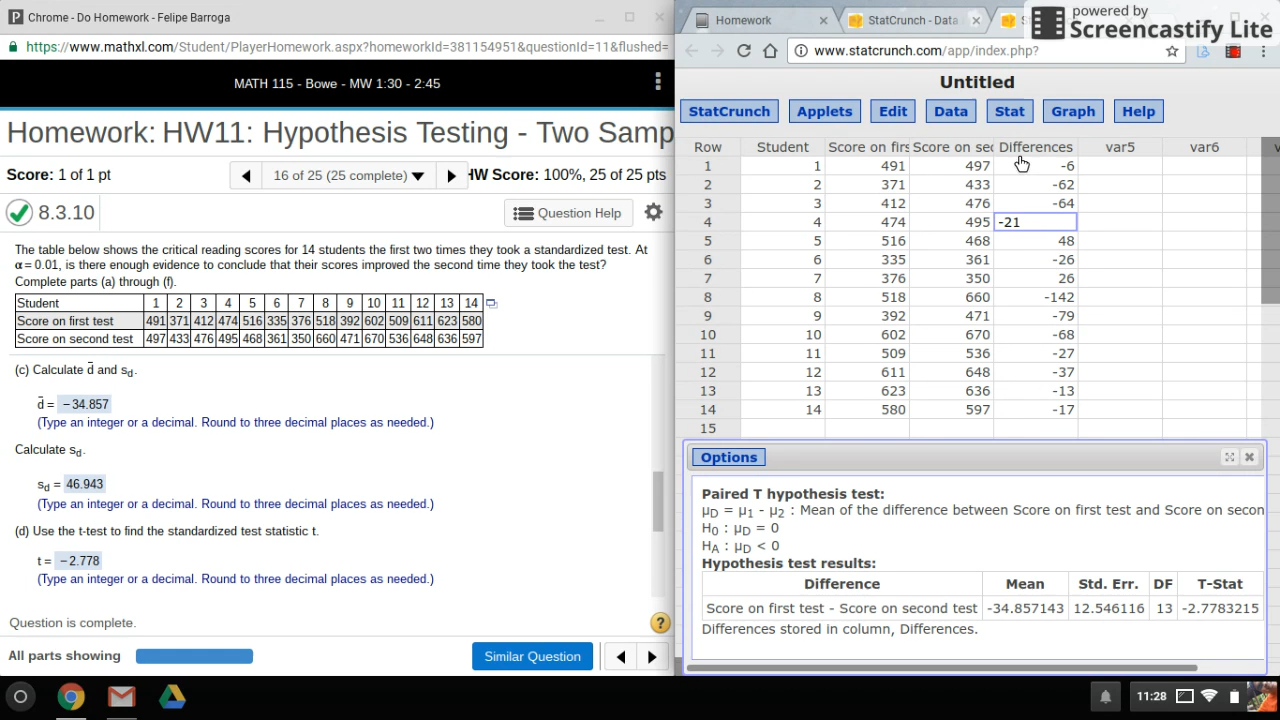 Chrome - Do Homework - Felipe Barroga
https://www.mathxl.com/Student/PlayerHomework.aspx?homeworkId=381154951&questionId=11&flushed=
MATH 115 - Bowe - MW 1:30 - 2:45
Homework: HW11: Hypothesis Testing - Two Samp
Score: 1 of 1 pt
16 of 25 (25 complete)
HW Score: 100%, 25 of 25 pts
8.3.10
Question Help
The table below shows the critical reading scores for 14 students the first two times they took a standardized test. At
α = 0.01, is there enough evidence to conclude that their scores improved the second time they took the test?
Complete parts (a) through (f).
Student 1 2 3 4 5 6 7 8 9 10 11 12 13 14
Score on first test 491 371 412 474 516 335 376 518 392 602 509 611 623 580
Score on second test 497 433 476 495 468 361 350 660 471 670 536 648 636 597
(c) Calculate d̄ and sd.
d̄ = −34.857
(Type an integer or a decimal. Round to three decimal places as needed.)
Calculate sd.
sd = 46.943
(Type an integer or a decimal. Round to three decimal places as needed.)
(d) Use the t-test to find the standardized test statistic t.
t = −2.778
(Type an integer or a decimal. Round to three decimal places as needed.)
Question is complete.
?
All parts showing
Similar Question
Homework
StatCrunch - Data
powered by
Screencastify Lite
www.statcrunch.com/app/index.php?
Untitled
StatCrunch Applets Edit Data Stat Graph Help
Row Student Score on firs Score on sec Differences var5 var6
1 1 491 497 -6
2 2 371 433 -62
3 3 412 476 -64
4 4 474 495 -21
5 5 516 468 48
6 6 335 361 -26
7 7 376 350 26
8 8 518 660 -142
9 9 392 471 -79
10 10 602 670 -68
11 11 509 536 -27
12 12 611 648 -37
13 13 623 636 -13
14 14 580 597 -17
15
Options
Paired T hypothesis test:
μD = μ1 - μ2 : Mean of the difference between Score on first test and Score on secon
H0 : μD = 0
HA : μD < 0
Hypothesis test results:
Difference Mean Std. Err. DF T-Stat
Score on first test - Score on second test -34.857143 12.546116 13 -2.7783215
Differences stored in column, Differences.
11:28